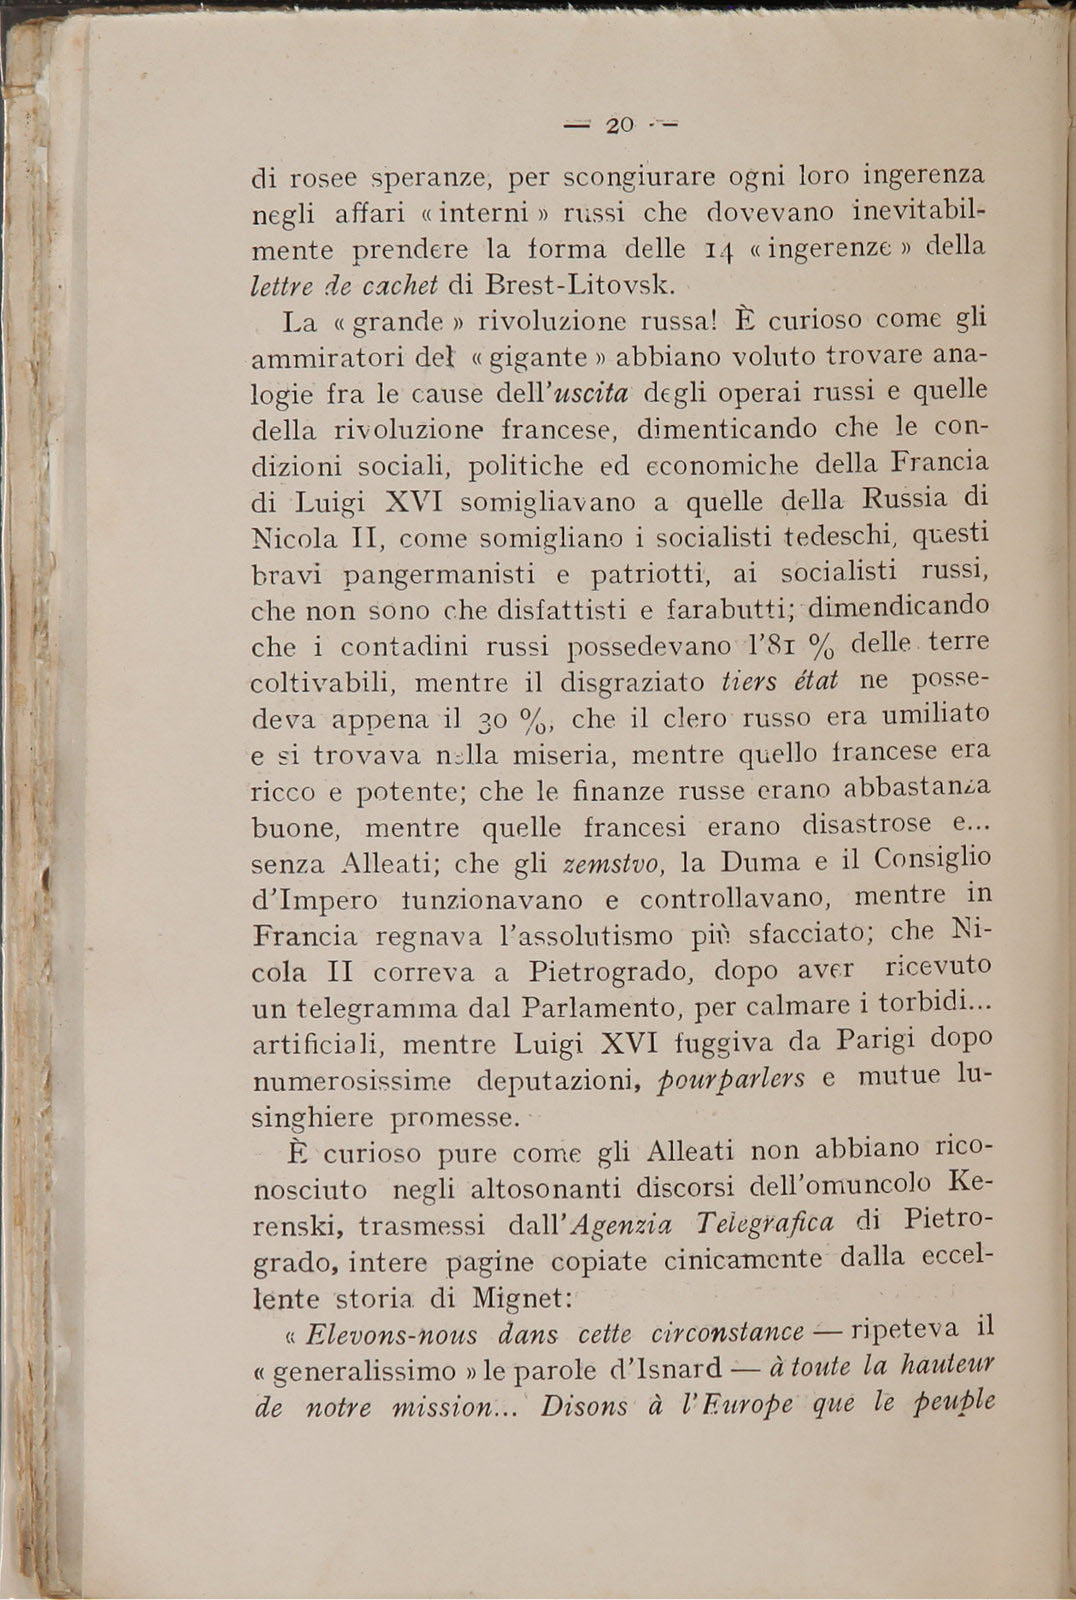 — 20 —
di rosee speranze, per scongiurare ogni loro ingerenza
negli affari « interni » russi che dovevano inevitabil-
mente prendere la forma delle 14 « ingerenze » della
lettre de cachet di Brest-Litovsk.
La « grande » rivoluzione russa! È curioso come gli
ammiratori del « gigante » abbiano voluto trovare ana-
logie fra le cause dell'uscita degli operai russi e quelle
della rivoluzione francese, dimenticando che le con-
dizioni sociali, politiche ed economiche della Francia
di Luigi XVI somigliavano a quelle della Russia di
Nicola II, come somigliano i socialisti tedeschi, questi
bravi pangermanisti e patriotti, ai socialisti russi,
che non sono che disfattisti e farabutti; dimendicando
che i contadini russi possedevano l'81 % delle terre
coltivabili, mentre il disgraziato tiers état ne posse-
deva appena il 30 %, che il clero russo era umiliato
e si trovava nella miseria, mentre quello francese era
ricco e potente; che le finanze russe erano abbastanza
buone, mentre quelle francesi erano disastrose e...
senza Alleati; che gli zemstvo, la Duma e il Consiglio
d'Impero funzionavano e controllavano, mentre in
Francia regnava l'assolutismo più sfacciato; che Ni-
cola II correva a Pietrogrado, dopo aver ricevuto
un telegramma dal Parlamento, per calmare i torbidi...
artificiali, mentre Luigi XVI fuggiva da Parigi dopo
numerosissime deputazioni, pourparlers e mutue lu-
singhiere promesse.
È curioso pure come gli Alleati non abbiano rico-
nosciuto negli altosonanti discorsi dell'omuncolo Ke-
renski, trasmessi dall'Agenzia Telegrafica di Pietro-
grado, intere pagine copiate cinicamente dalla eccel-
lente storia di Mignet:
« Elevons-nous dans cette circonstance — ripeteva il
« generalissimo » le parole d'Isnard — à toute la hauteur
de notre mission... Disons à l'Europe que le peuple